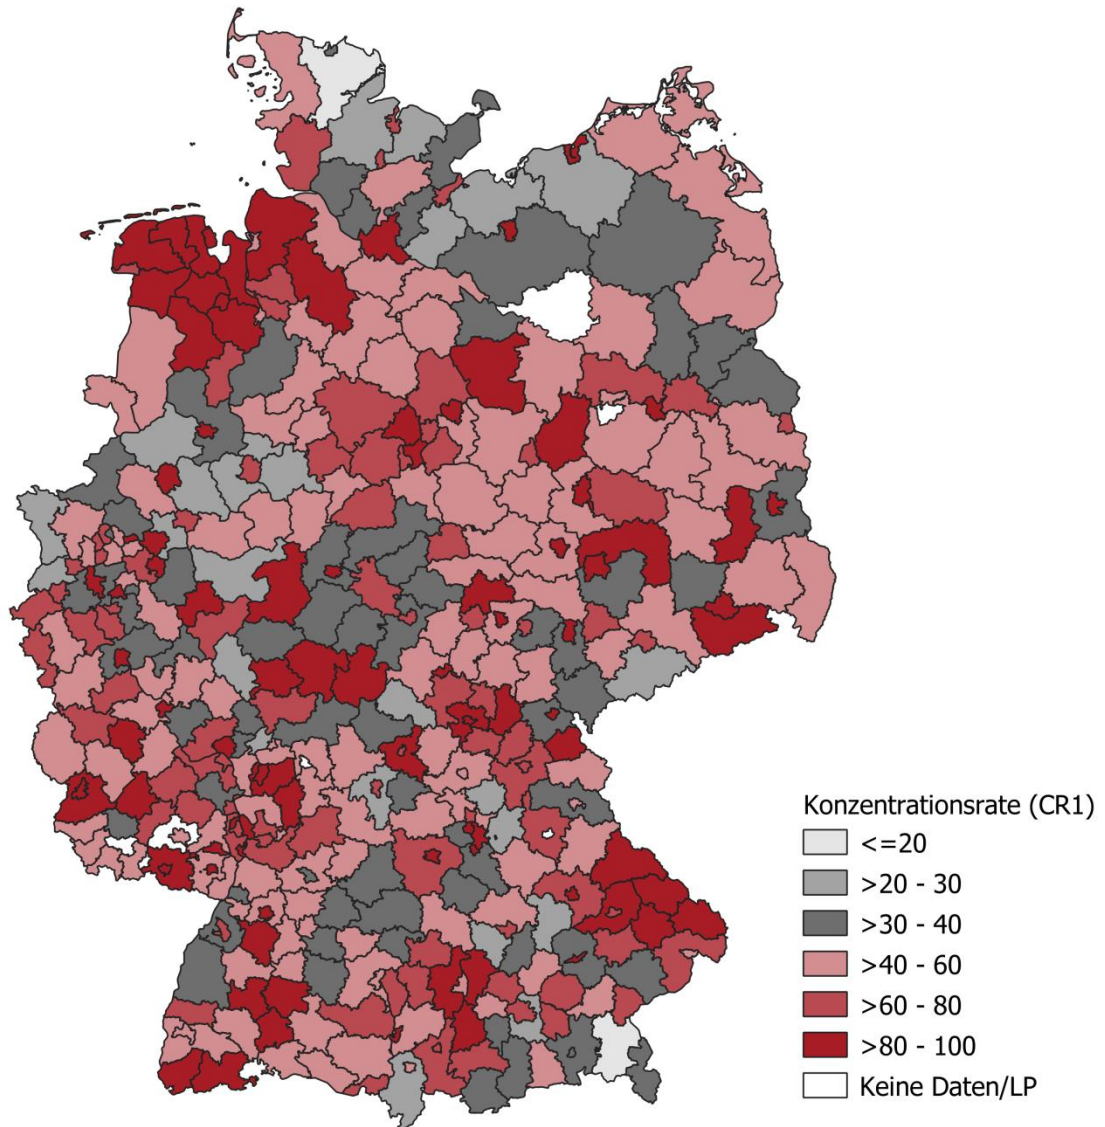 Konzentrationsrate (CR1)
<=20
>20 - 30
>30 - 40
>40 - 60
>60 - 80
>80 - 100
Keine Daten/LP